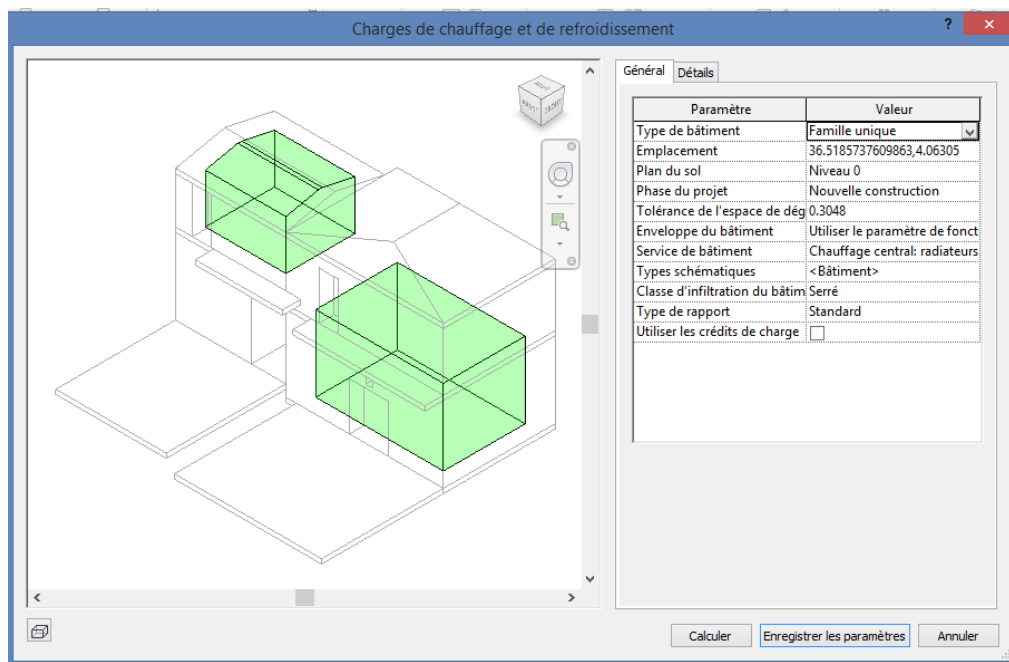 Charges de chauffage et de refroidissement
? ×
Général Détails
Paramètre Valeur
Type de bâtiment Famille unique
Emplacement 36.5185737609863,4.06305
Plan du sol Niveau 0
Phase du projet Nouvelle construction
Tolérance de l'espace de dég 0.3048
Enveloppe du bâtiment Utiliser le paramètre de fonct
Service de bâtiment Chauffage central: radiateurs
Types schématiques <Bâtiment>
Classe d'infiltration du bâtim Serré
Type de rapport Standard
Utiliser les crédits de charge
Calculer Enregistrer les paramètres Annuler